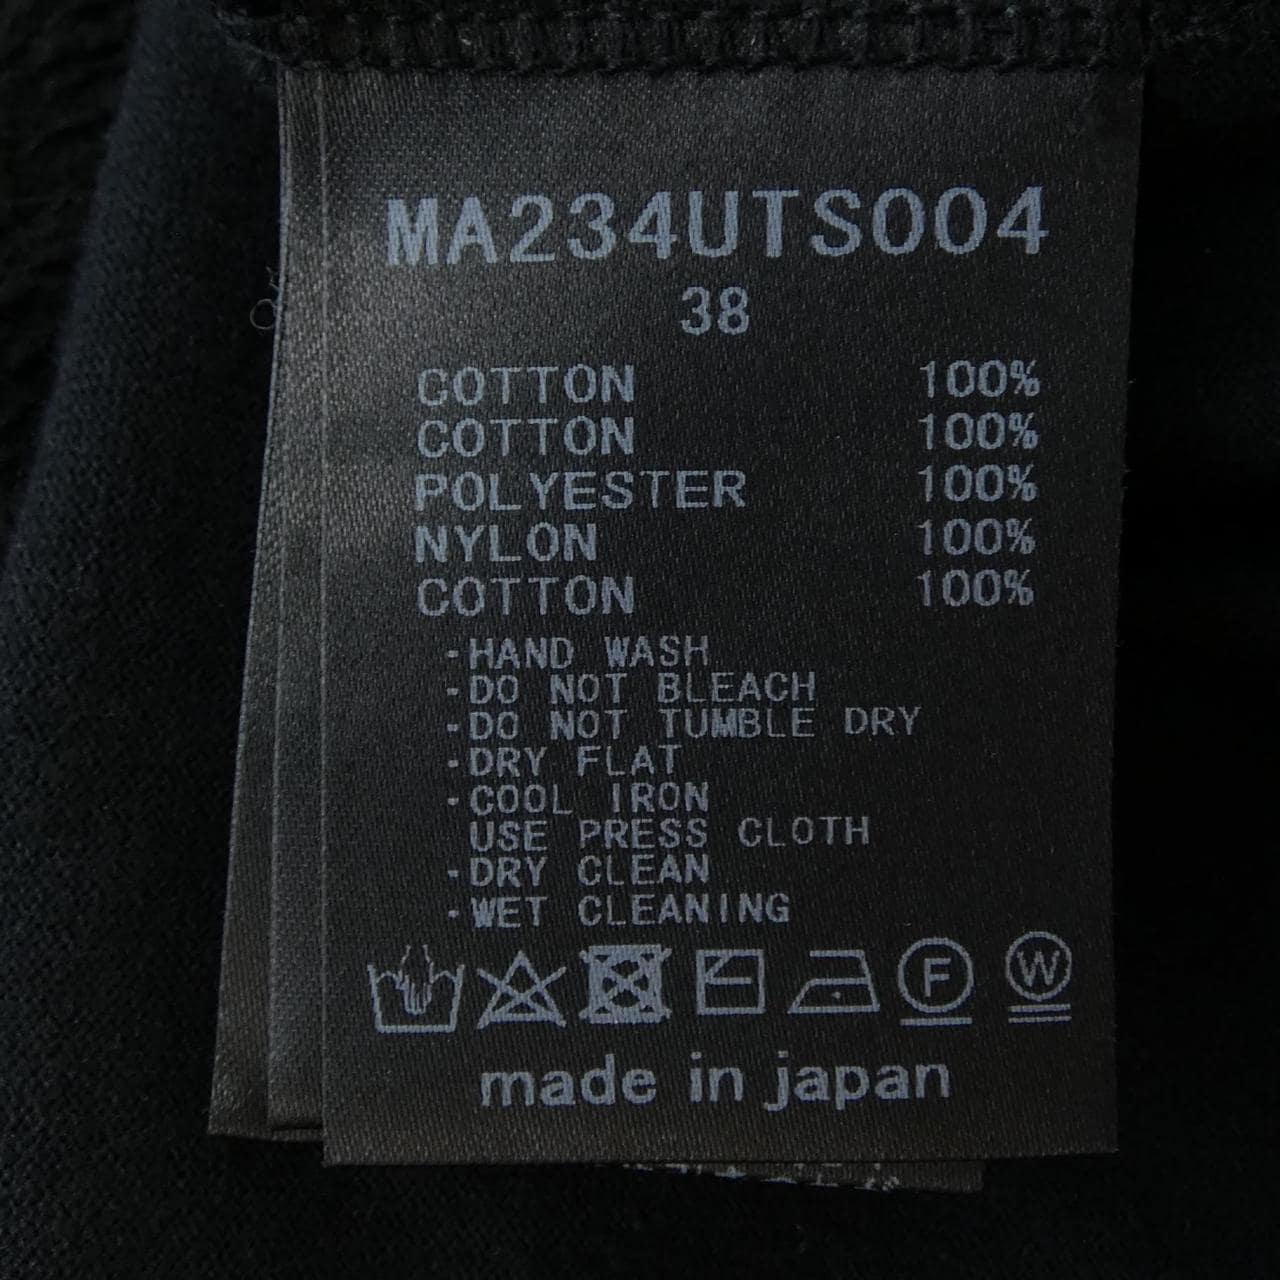 MA234UTS004
38
COTTON 100%
COTTON 100%
POLYESTER 100%
NYLON 100%
COTTON 100%
·HAND WASH
·DO NOT BLEACH
·DO NOT TUMBLE DRY
·DRY FLAT
·COOL IRON
USE PRESS CLOTH
·DRY CLEAN
·WET CLEANING
F W
made in japan